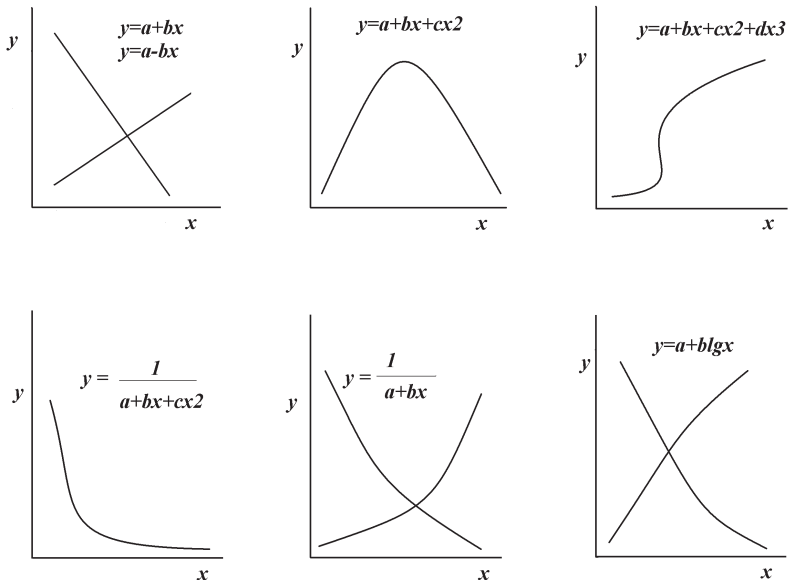 y=a+bx
y=a-bx
y
x
y=a+bx+cx2
y
x
y=a+bx+cx2+dx3
y
x
y = 1
a+bx+cx2
y
x
y = 1
a+bx
y
x
y=a+blgx
y
x